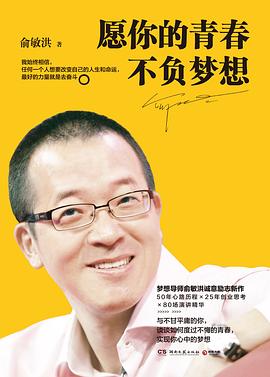 愿你的青春
不负梦想
俞敏洪 著
我始终相信，
任何一个人想要改变自己的人生和命运，
最好的力量就是去奋斗
梦想导师俞敏洪诚意励志新作
50年心路历程×25年创业思考
×80场演讲精华
与不甘平庸的你，
谈谈如何度过不悔的青春，
实现你心中的梦想
湖南文艺出版社